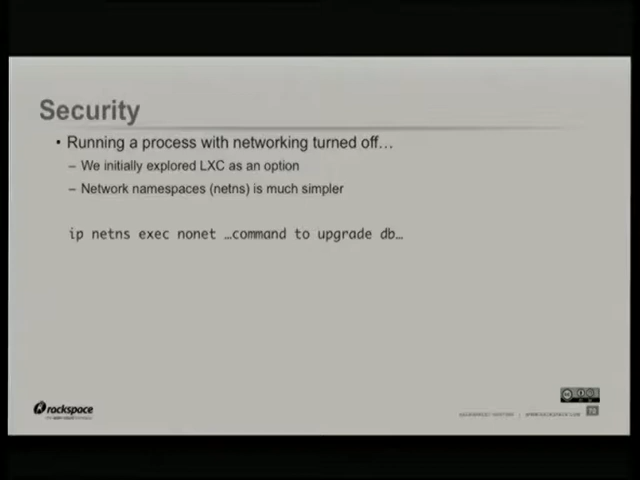 Security
• Running a process with networking turned off…
– We initially explored LXC as an option
– Network namespaces (netns) is much simpler
ip netns exec nonet …command to upgrade db…
rackspace